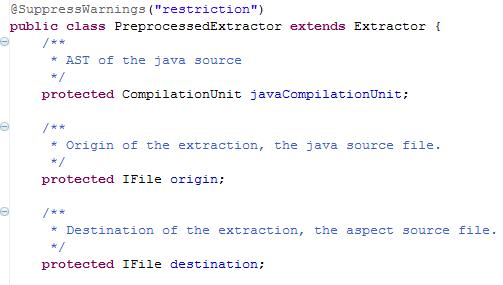 @SuppressWarnings("restriction")
public class PreprocessedExtractor extends Extractor {
/**
* AST of the java source
*/
protected CompilationUnit javaCompilationUnit;
/**
* Origin of the extraction, the java source file.
*/
protected IFile origin;
/**
* Destination of the extraction, the aspect source file.
*/
protected IFile destination;